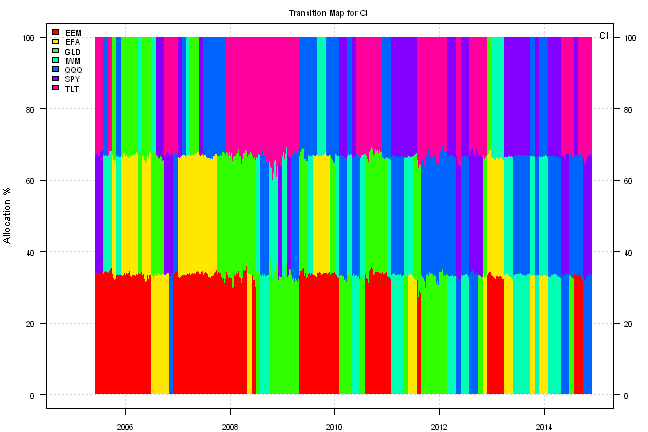 Transition Map for CI
CI
EEM
EFA
GLD
IWM
QQQ
SPY
TLT
Allocation %
100
80
60
40
20
0
100
80
60
40
20
0
2006
2008
2010
2012
2014